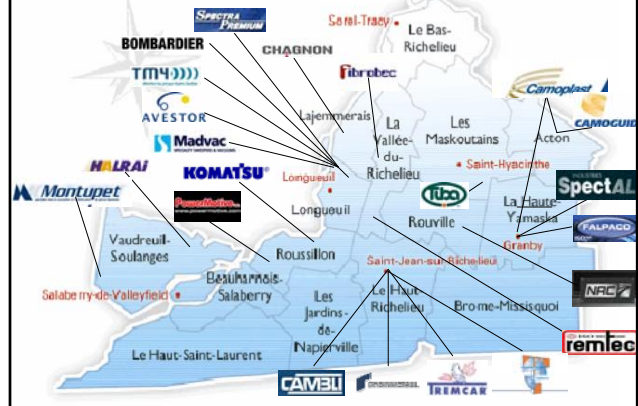 SPECTRA
PREMIUM
Sorel-Tracy
Le Bas-
Richelieu
BOMBARDIER
CHAGNON
TM4
Fibrobec
Camoplast
AVESTOR
Lajemmerais
CAMOGUID
La
Vallée-
du-
Richelieu
Les
Maskoutains
Acton
Madvac
HALRAi
KOMATSU
Longueuil
Saint-Hyacinthe
Montupet
PowerMotive
Tuba
SpectAL
Longueuil
Rouville
La Haute-
Yamaska
FALPACO
Vaudreuil-
Soulanges
Roussillon
Granby
Saint-Jean-sur-Richelieu
Beauharnois-
Salaberry
NRC
Salaberry-de-Valleyfield
Les
Jardins-
de-
Napierville
Le Haut-
Richelieu
Brome-Missisquoi
remtec
Le Haut-Saint-Laurent
CAMBLI
TREMCAR